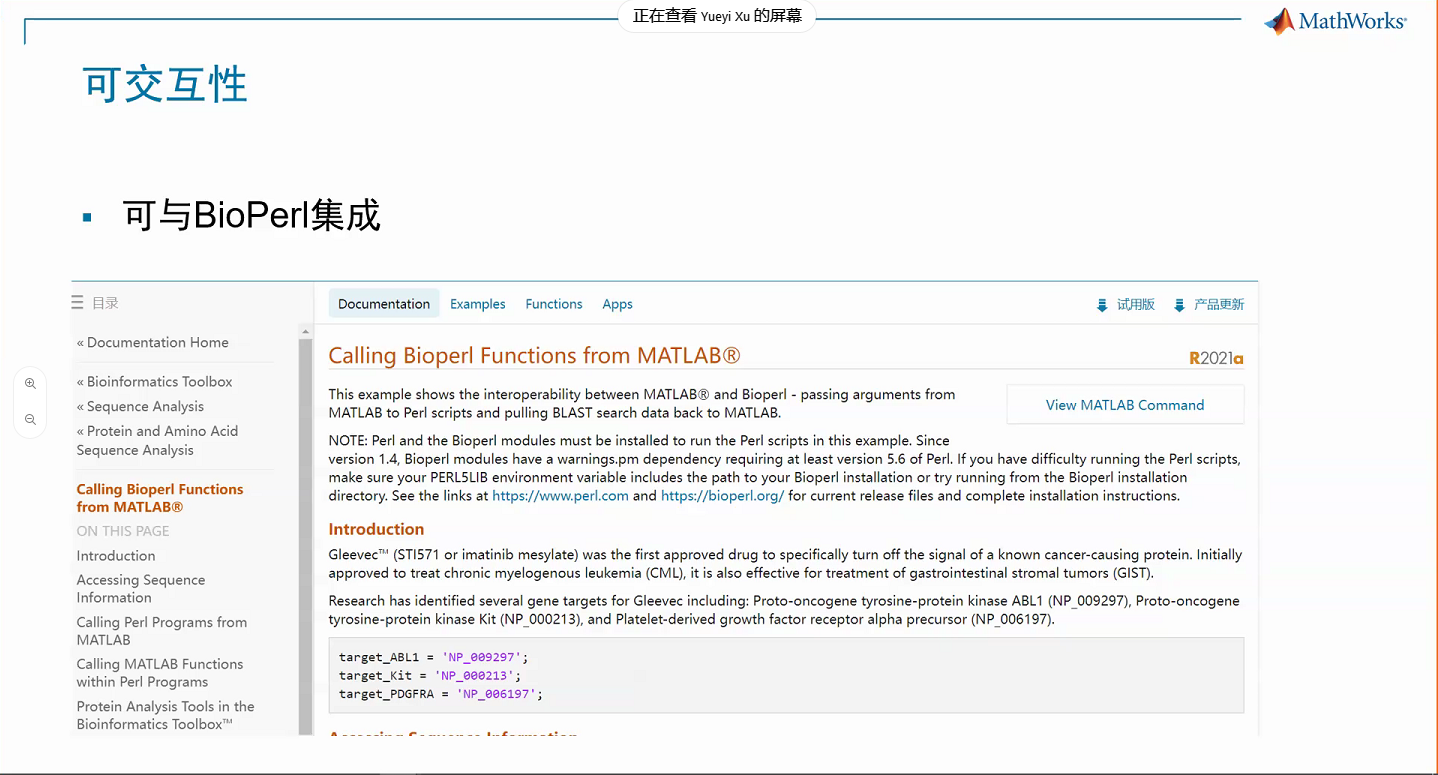 正在查看 Yueyi Xu 的屏幕
MathWorks®
可交互性
▪ 可与BioPerl集成
☰ 目录
« Documentation Home
« Bioinformatics Toolbox
« Sequence Analysis
« Protein and Amino Acid
Sequence Analysis
Calling Bioperl Functions
from MATLAB®
ON THIS PAGE
Introduction
Accessing Sequence
Information
Calling Perl Programs from
MATLAB
Calling MATLAB Functions
within Perl Programs
Protein Analysis Tools in the
Bioinformatics Toolbox™
Documentation Examples Functions Apps
试用版 产品更新
Calling Bioperl Functions from MATLAB®
R2021a
This example shows the interoperability between MATLAB® and Bioperl - passing arguments from
MATLAB to Perl scripts and pulling BLAST search data back to MATLAB.
View MATLAB Command
NOTE: Perl and the Bioperl modules must be installed to run the Perl scripts in this example. Since
version 1.4, Bioperl modules have a warnings.pm dependency requiring at least version 5.6 of Perl. If you have difficulty running the Perl scripts,
make sure your PERL5LIB environment variable includes the path to your Bioperl installation or try running from the Bioperl installation
directory. See the links at https://www.perl.com and https://bioperl.org/ for current release files and complete installation instructions.
Introduction
Gleevec™ (STI571 or imatinib mesylate) was the first approved drug to specifically turn off the signal of a known cancer-causing protein. Initially
approved to treat chronic myelogenous leukemia (CML), it is also effective for treatment of gastrointestinal stromal tumors (GIST).
Research has identified several gene targets for Gleevec including: Proto-oncogene tyrosine-protein kinase ABL1 (NP_009297), Proto-oncogene
tyrosine-protein kinase Kit (NP_000213), and Platelet-derived growth factor receptor alpha precursor (NP_006197).
target_ABL1 = 'NP_009297';
target_Kit = 'NP_000213';
target_PDGFRA = 'NP_006197';
Accessing Sequence Information